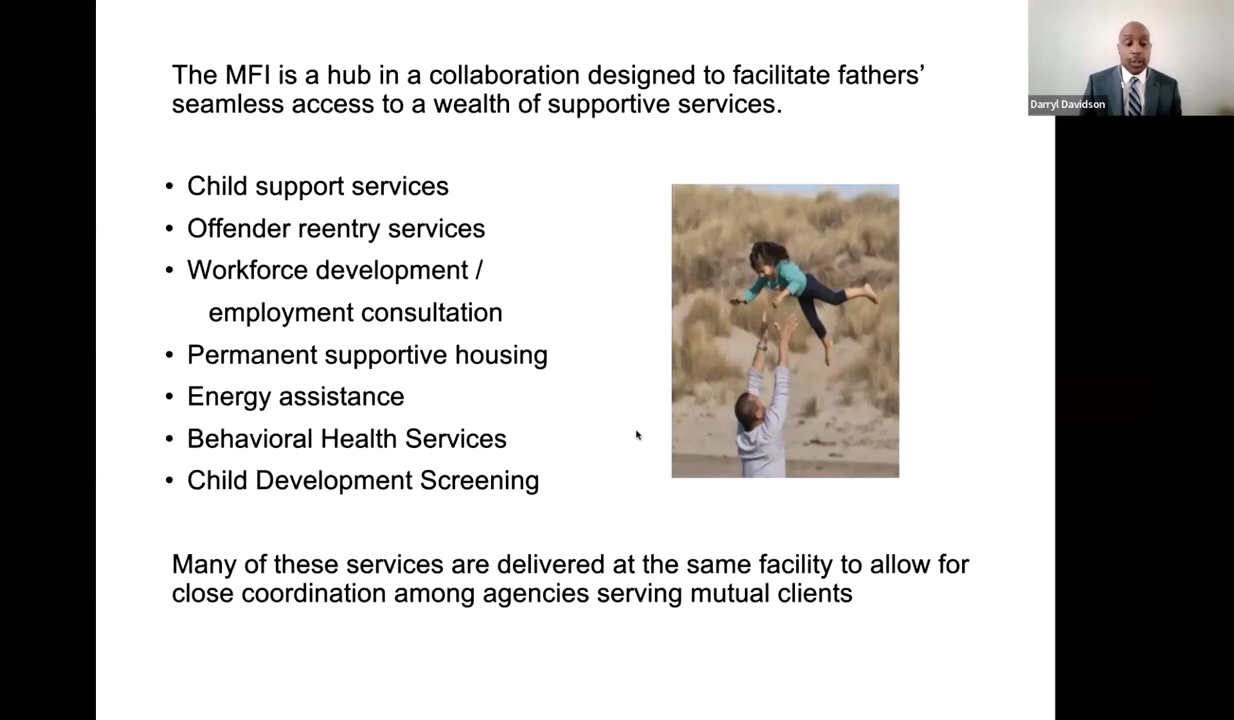 The MFI is a hub in a collaboration designed to facilitate fathers’
seamless access to a wealth of supportive services.
• Child support services
• Offender reentry services
• Workforce development /
employment consultation
• Permanent supportive housing
• Energy assistance
• Behavioral Health Services
• Child Development Screening
Many of these services are delivered at the same facility to allow for
close coordination among agencies serving mutual clients
Darryl Davidson